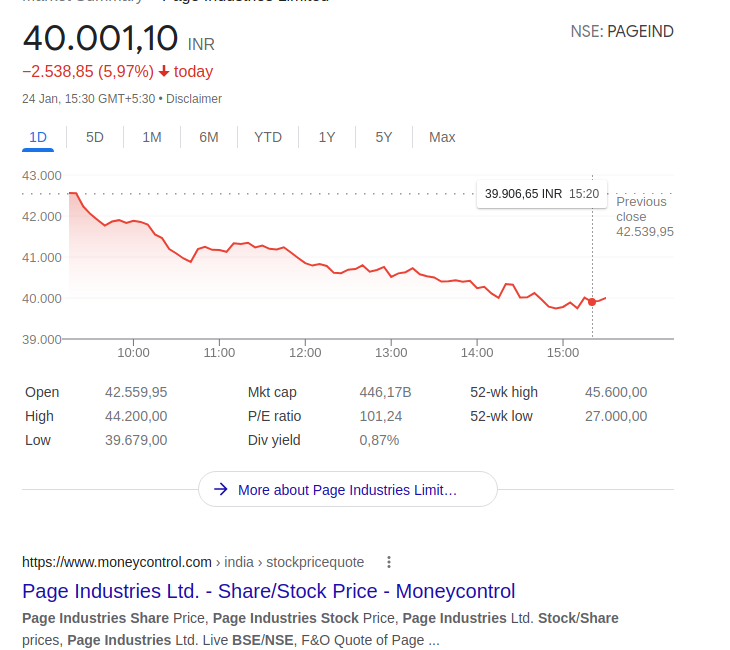 Market Summary > Page Industries Limited
40.001,10 INR
NSE: PAGEIND
−2.538,85 (5,97%) today
24 Jan, 15:30 GMT+5:30 • Disclaimer
1D 5D 1M 6M YTD 1Y 5Y Max
43.000
39.906,65 INR 15:20
Previous
close
42.539,95
42.000
41.000
40.000
39.000
10:00 11:00 12:00 13:00 14:00 15:00
Open 42.559,95 Mkt cap 446,17B 52-wk high 45.600,00
High 44.200,00 P/E ratio 101,24 52-wk low 27.000,00
Low 39.679,00 Div yield 0,87%
More about Page Industries Limit…
https://www.moneycontrol.com › india › stockpricequote
Page Industries Ltd. - Share/Stock Price - Moneycontrol
Page Industries Share Price, Page Industries Stock Price, Page Industries Ltd. Stock/Share
prices, Page Industries Ltd. Live BSE/NSE, F&O Quote of Page ...